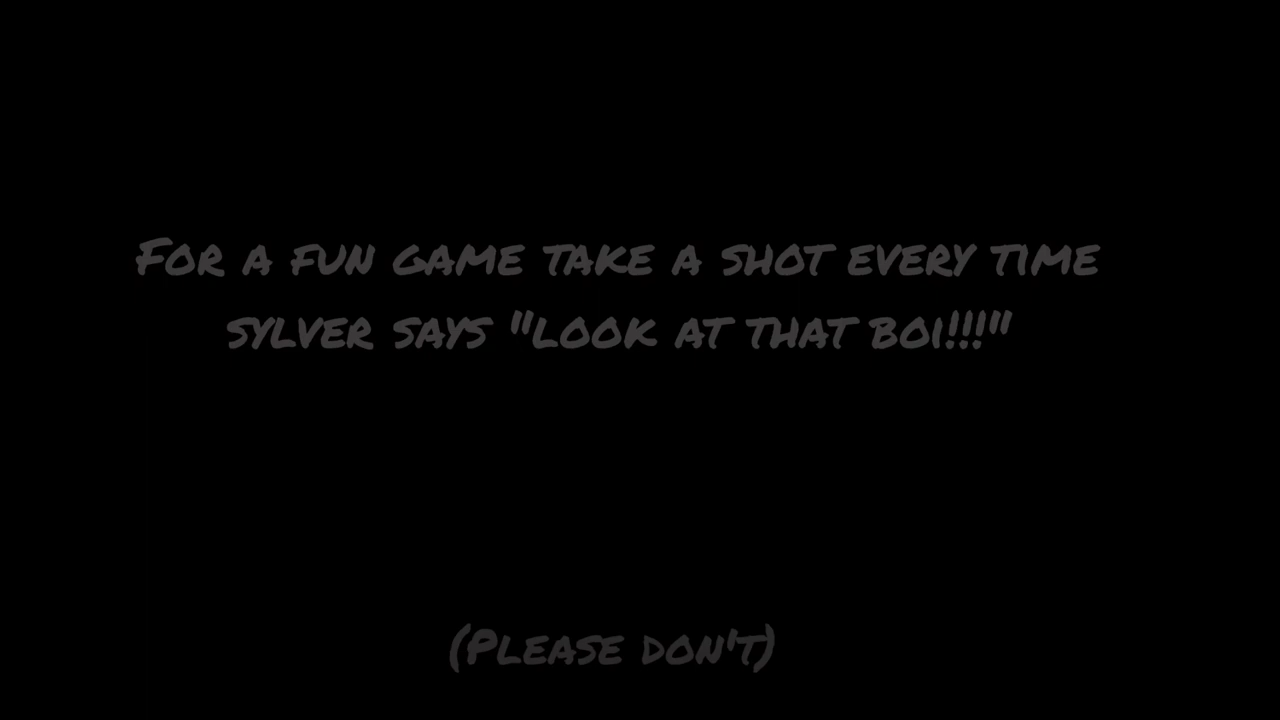 For a fun game take a shot every time
sylver says "look at that boi!!!"
(Please don't)